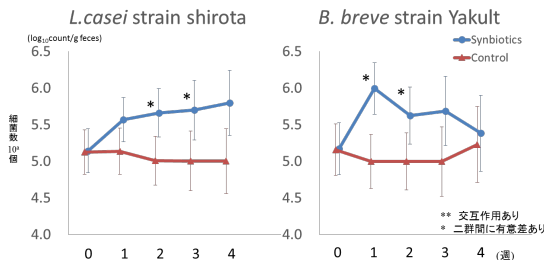 L.casei strain shirota
B. breve strain Yakult
(log10count/g feces)
細菌数 10ª個
6.5
6.0
5.5
5.0
4.5
4.0
*
*
0 1 2 3 4
6.5
6.0
5.5
5.0
4.5
4.0
*
*
Synbiotics
Control
** 交互作用あり
* 二群間に有意差あり
0 1 2 3 4 (週)